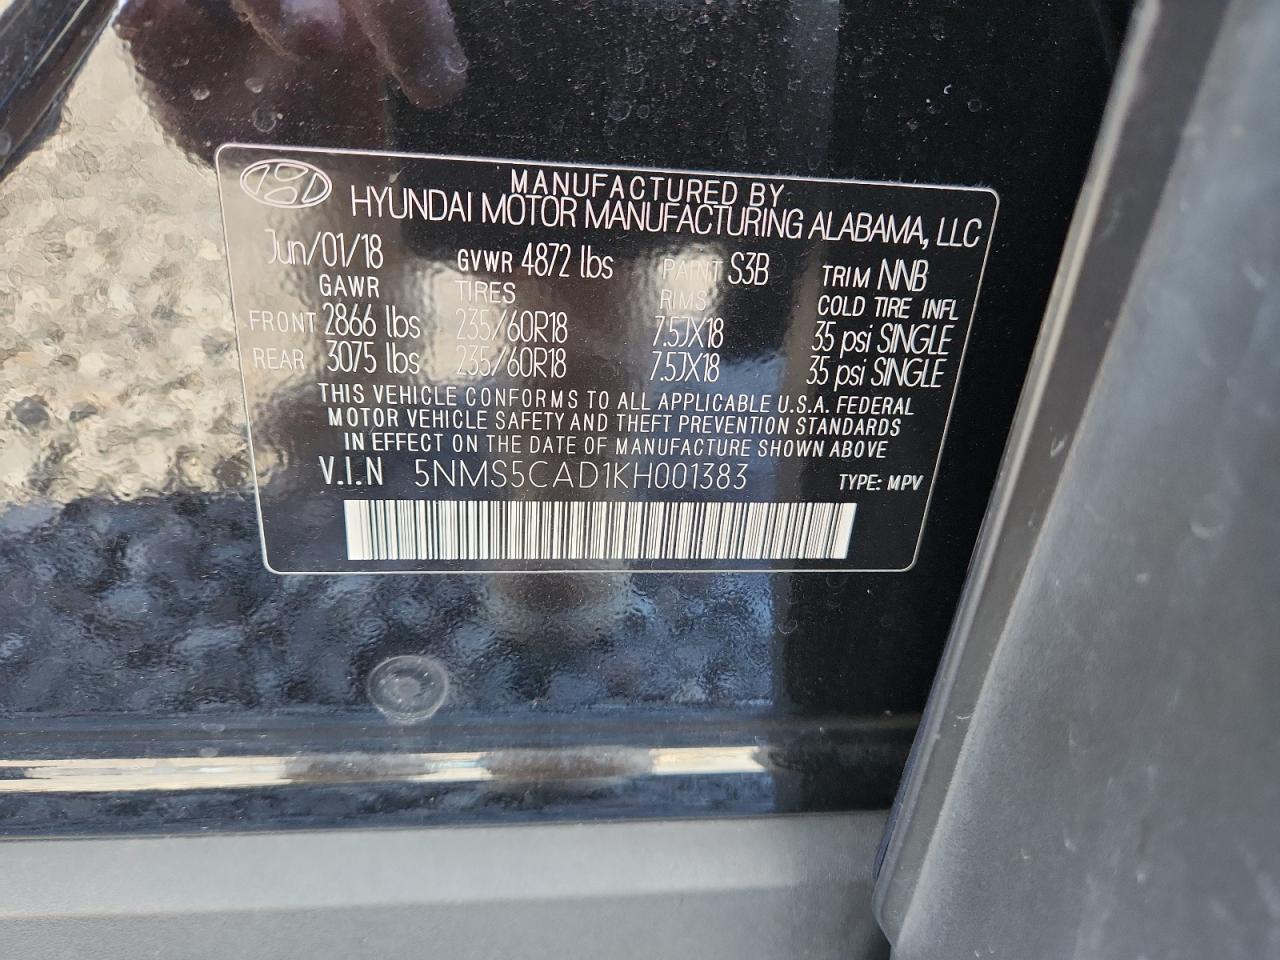 MANUFACTURED BY
HYUNDAI MOTOR MANUFACTURING ALABAMA, LLC
Jun/01/18 GVWR 4872 lbs PAINT S3B TRIM NNB
GAWR TIRES RIMS COLD TIRE INFL
FRONT 2866 lbs 235/60R18 7.5JX18 35 psi SINGLE
REAR 3075 lbs 235/60R18 7.5JX18 35 psi SINGLE
THIS VEHICLE CONFORMS TO ALL APPLICABLE U.S.A. FEDERAL
MOTOR VEHICLE SAFETY AND THEFT PREVENTION STANDARDS
IN EFFECT ON THE DATE OF MANUFACTURE SHOWN ABOVE
V.I.N 5NMS5CAD1KH001383 TYPE: MPV